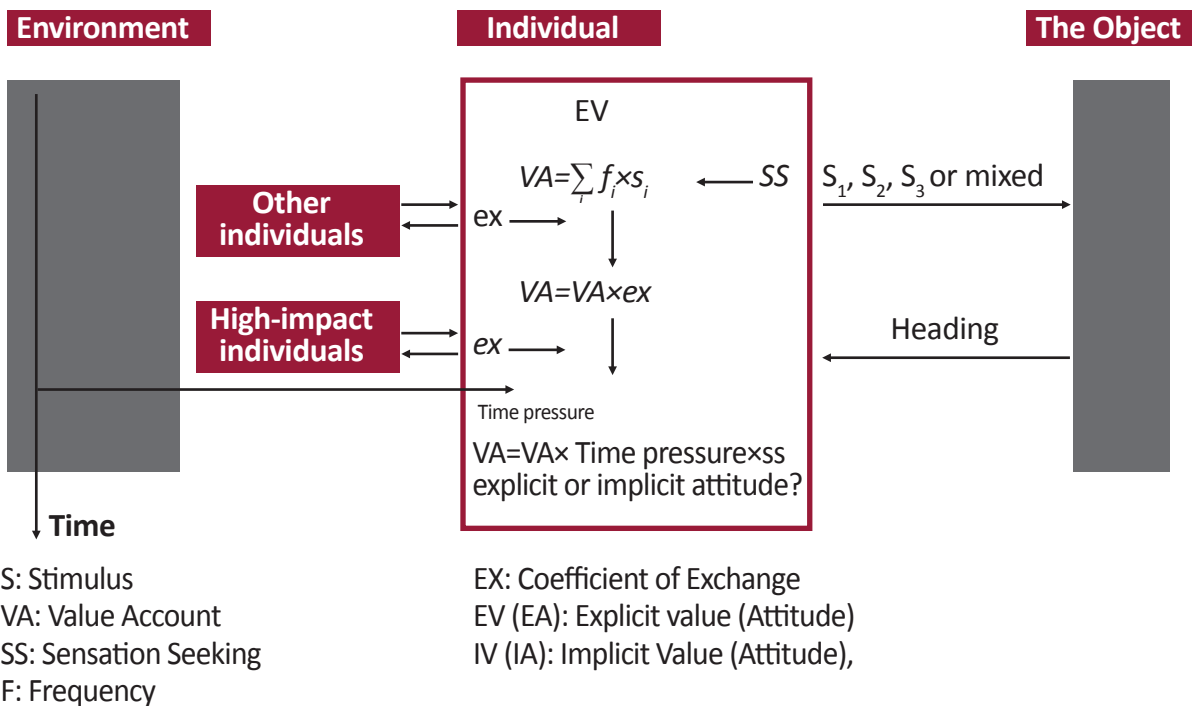 Environment
Individual
The Object
EV
VA=∑ᵢ fᵢ×sᵢ
SS
S₁, S₂, S₃ or mixed
Other
individuals
ex
VA=VA×ex
High-impact
individuals
ex
Heading
Time pressure
VA=VA× Time pressure×ss
explicit or implicit attitude?
Time
S: Stimulus
VA: Value Account
SS: Sensation Seeking
F: Frequency
EX: Coefficient of Exchange
EV (EA): Explicit value (Attitude)
IV (IA): Implicit Value (Attitude),